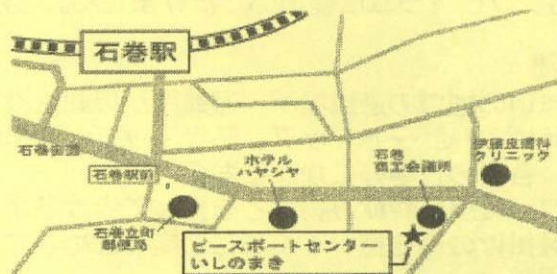 石巻駅
石巻街道
石巻駅前
石巻立町
郵便局
ホテル
ハヤシヤ
石巻
商工会議所
伊藤皮膚科
クリニック
ピースボートセンター
いしのまき